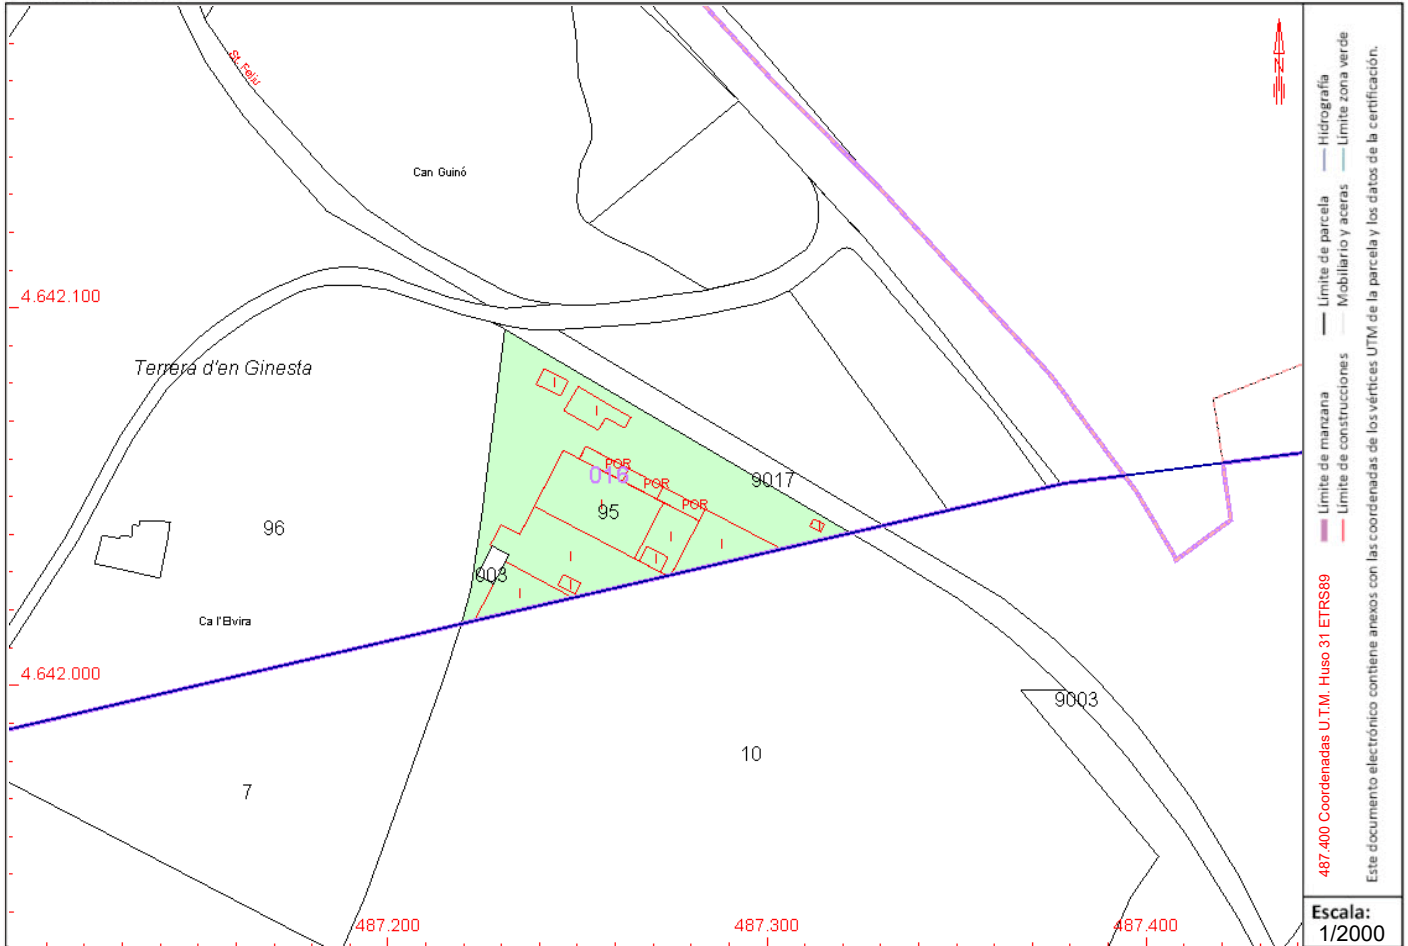 St. Feliu
Can Guinó
4.642.100
Terrera d'en Ginesta
POR
016
POR
9017
POR
95
96
003
Ca l'Elvira
4.642.000
9003
10
7
487.200
487.300
487.400
N
I
I
I
I
I
I
I
I
I
Hidrografía
Límite zona verde
Límite de parcela
Mobiliario y aceras
Límite de manzana
Límite de construcciones
487.400 Coordenadas U.T.M. Huso 31 ETRS89
Este documento electrónico contiene anexos con las coordenadas de los vértices UTM de la parcela y los datos de la certificación.
Escala:
1/2000